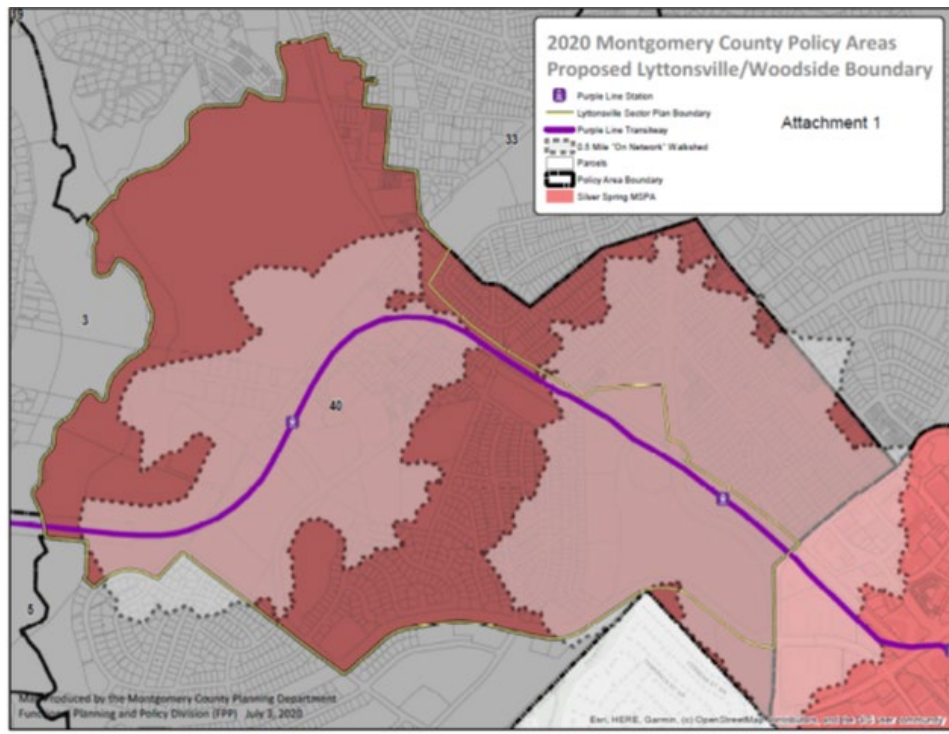 39
2020 Montgomery County Policy Areas
Proposed Lyttonsville/Woodside Boundary
Purple Line Station
Lyttonsville Sector Plan Boundary
Purple Line Transitway
0.5 Mile "On Network" Walkshed
Parcels
Policy Area Boundary
Silver Spring MSPA
Attachment 1
33
3
40
5
Map Produced by the Montgomery County Planning Department
Functional Planning and Policy Division (FPP) July 3, 2020
Esri, HERE, Garmin, (c) OpenStreetMap contributors, and the GIS user community